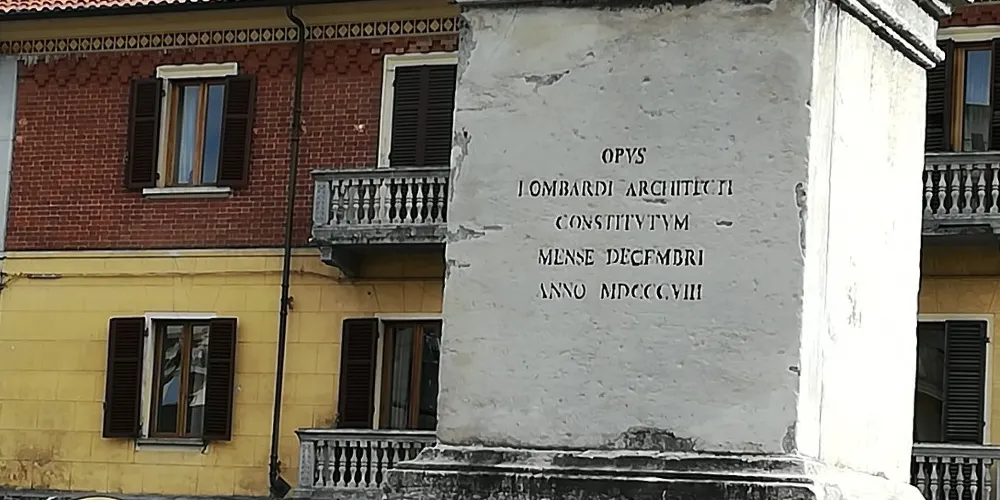 OPVS
LOMBARDI ARCHITECTI
CONSTITVTVM
MENSE DECEMBRI
ANNO MDCCCVIII